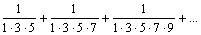 1/(1·3·5) + 1/(1·3·5·7) + 1/(1·3·5·7·9) + ...